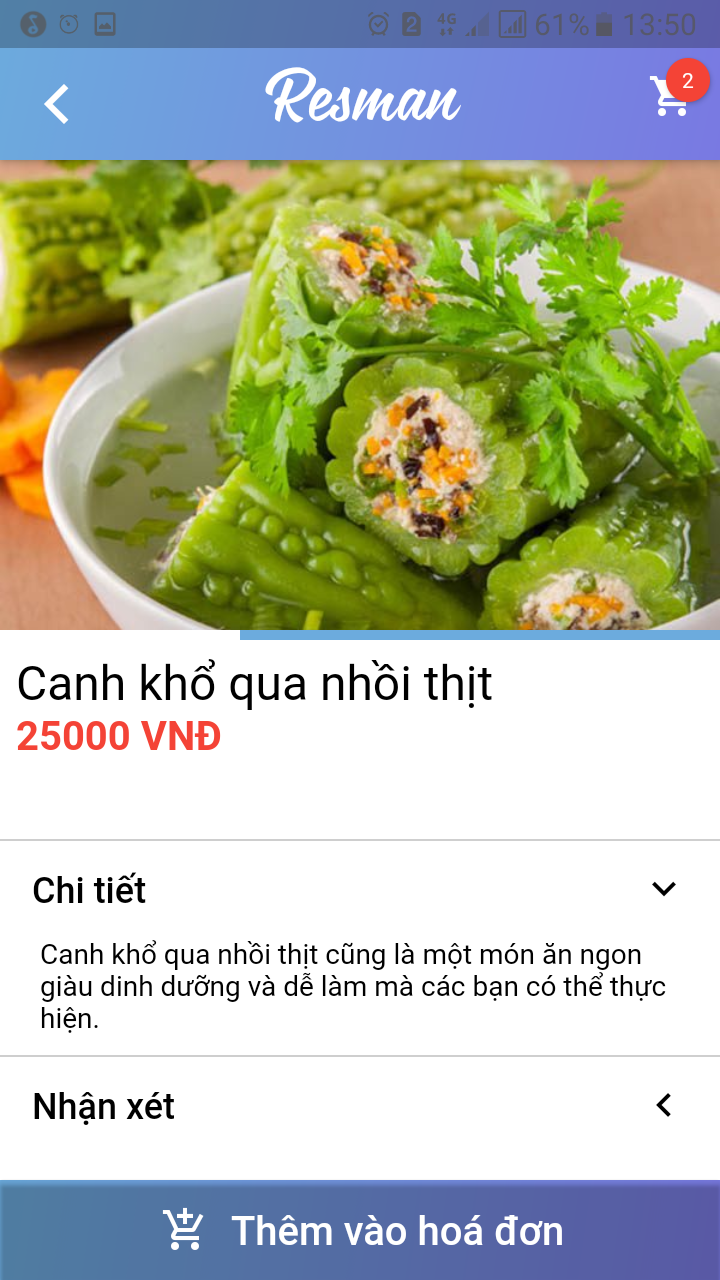 2 4G 61% 13:50
Resman
2
Canh khổ qua nhồi thịt
25000 VNĐ
Chi tiết
Canh khổ qua nhồi thịt cũng là một món ăn ngon
giàu dinh dưỡng và dễ làm mà các bạn có thể thực
hiện.
Nhận xét
Thêm vào hoá đơn